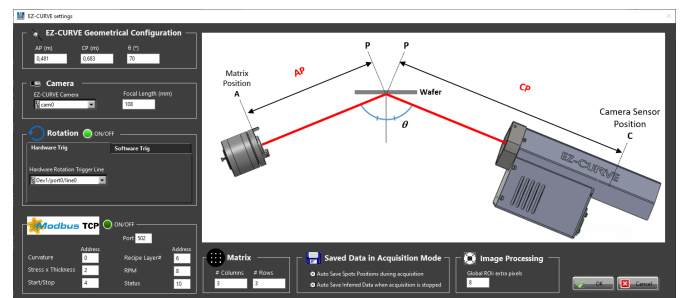 EZ-CURVE settings
EZ-CURVE Geometrical Configuration
AP (m) CP (m) θ (°)
0,481 0,683 70
Camera
EZ-CURVE Camera Focal Length (mm)
cam0 108
Rotation ON/OFF
Hardware Trig Software Trig
Hardware Rotation Trigger Line
Dev1/port0/line0
Modbus TCP ON/OFF
Port 502
Address Address
Curvature 0 Recipe Layer# 6
Stress x Thickness 2 RPM 8
Start/Stop 4 Status 10
P P
AP CP
Matrix
Position
A
Wafer
θ
Camera Sensor
Position
C
EZ-CURVE
Matrix
# Columns # Rows
3 3
Saved Data in Acquisition Mode
Auto Save Spots Positions during acquisition
Auto Save Inferred Data when acquisition is stopped
Image Processing
Global ROI: extra pixels
8
OK Cancel